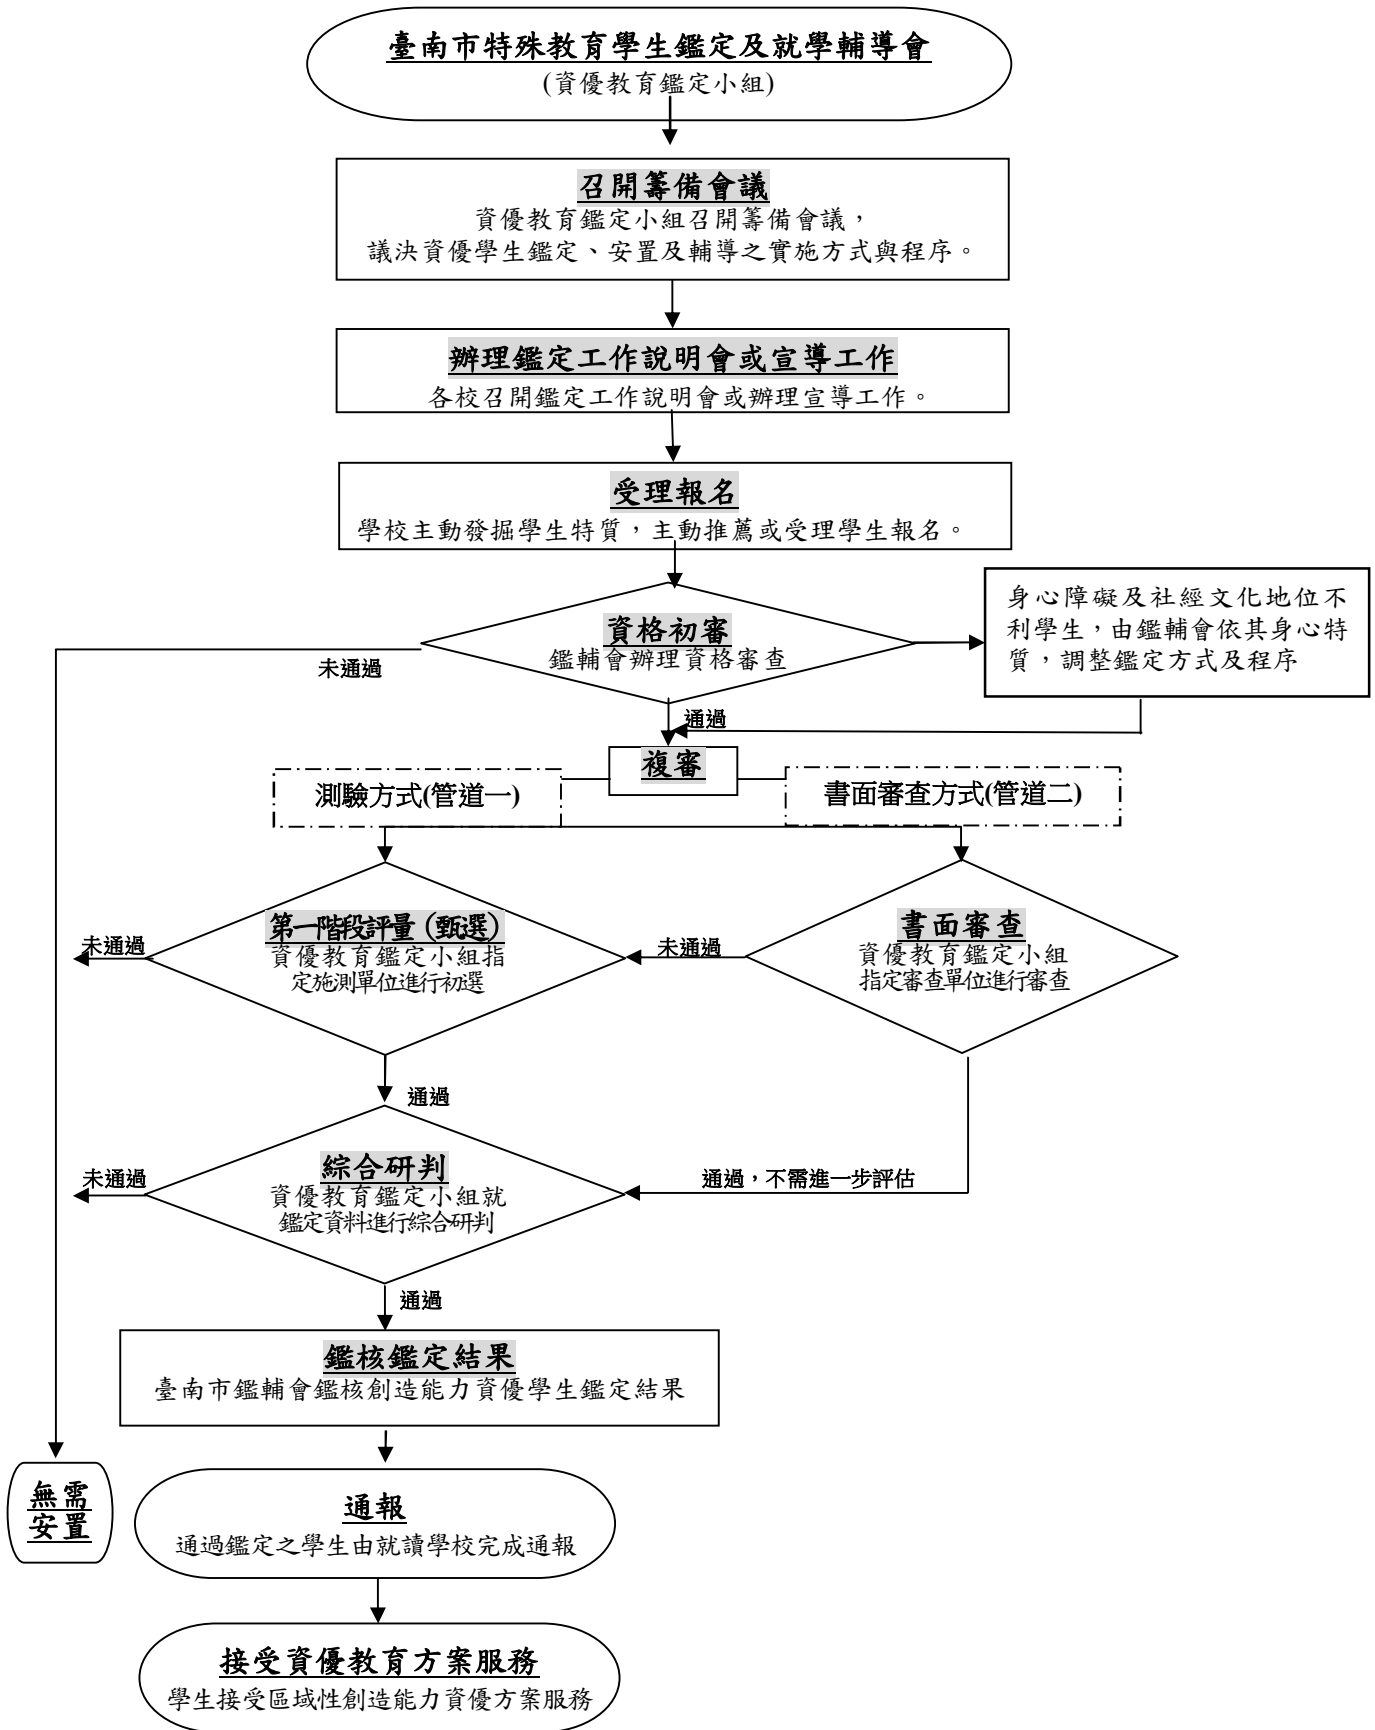 臺南市特殊教育學生鑑定及就學輔導會
(資優教育鑑定小組)
召開籌備會議
資優教育鑑定小組召開籌備會議，
議決資優學生鑑定、安置及輔導之實施方式與程序。
辦理鑑定工作說明會或宣導工作
各校召開鑑定工作說明會或辦理宣導工作。
受理報名
學校主動發掘學生特質，主動推薦或受理學生報名。
資格初審
鑑輔會辦理資格審查
身心障礙及社經文化地位不
利學生，由鑑輔會依其身心特
質，調整鑑定方式及程序
未通過
通過
複審
測驗方式(管道一)
書面審查方式(管道二)
第一階段評量（甄選）
資優教育鑑定小組指
定施測單位進行初選
未通過
未通過
書面審查
資優教育鑑定小組
指定審查單位進行審查
通過
綜合研判
資優教育鑑定小組就
鑑定資料進行綜合研判
未通過
通過，不需進一步評估
通過
鑑核鑑定結果
臺南市鑑輔會鑑核創造能力資優學生鑑定結果
無需
安置
通報
通過鑑定之學生由就讀學校完成通報
接受資優教育方案服務
學生接受區域性創造能力資優方案服務